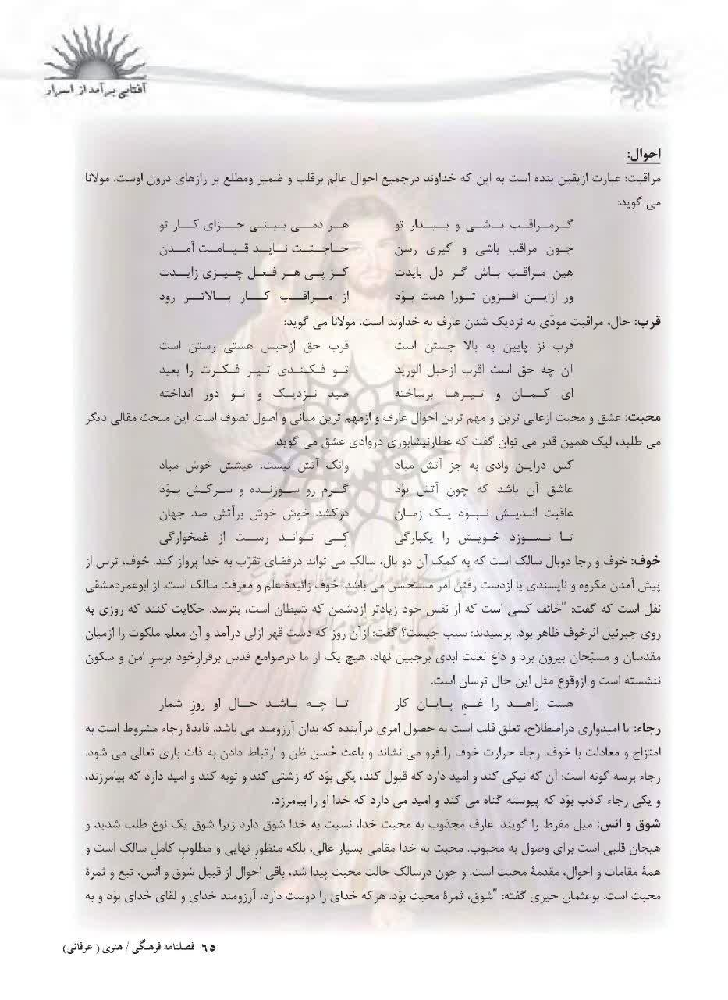 آفتابی برآمد از اسرار
احوال:
مراقبت: عبارت ازیقین بنده است به این که خداوند درجمیع احوال عالِم برقلب و ضمیر ومطلع بر رازهای درون اوست. مولانا
می گوید:
گرمراقب باشی و بیدار تو هر دمی بینی جزای کار تو
چون مراقب باشی و گیری رسن حاجتت ناید قیامت آمدن
هین مراقب باش گر دل بایدت کز پی هر فعل چیزی زایدت
ور ازاین افزون تورا همت بوَد از مراقب کار بالاتر رود
قرب: حال، مراقبت مودّی به نزدیک شدن عارف به خداوند است. مولانا می گوید:
قرب نز پایین به بالا جستن است قرب حق ازحبس هستی رستن است
آن چه حق است اقرب ازحبل الورید تو فکندی تیر فکرت را بعید
ای کمان و تیرها برساخته صید نزدیک و تو دور انداخته
محبت: عشق و محبت ازعالی ترین و مهم ترین احوال عارف و ازمهم ترین مبانی و اصول تصوف است. این مبحث مقالی دیگر
می طلبد، لیک همین قدر می توان گفت که عطارنیشابوری دروادی عشق می گوید:
کس دراین وادی به جز آتش مباد وانک آتش نیست، عیشش خوش مباد
عاشق آن باشد که چون آتش بوَد گرم رو سوزنده و سرکش بوَد
عاقبت اندیش نبوَد یک زمان درکشد خوش خوش برآتش صد جهان
تا نسوزد خویش را یکبارگی کِی تواند رست از غمخوارگی
خوف: خوف و رجا دوبال سالک است که به کمک آن دو بال، سالک می تواند درفضای تقرّب به خدا پرواز کند. خوف، ترس از
پیش آمدن مکروه و ناپسندی یا ازدست رفتن امر مستحسن می باشد. خوف زائیدۀ علم و معرفت سالک است. از ابوعمردمشقی
نقل است که گفت: "خائف کسی است که از نفس خود زیادتر ازدشمن که شیطان است، بترسد. حکایت کنند که روزی به
روی جبرئیل اثرخوف ظاهر بود. پرسیدند: سبب چیست؟ گفت: ازآن روز که دست قهر ازلی درآمد و آن معلم ملکوت را ازمیان
مقدسان و مسبّحان بیرون برد و داغ لعنت ابدی برجبین نهاد، هیچ یک از ما درصوامع قدس برقرارخود برسرِ امن و سکون
ننشسته است و ازوقوع مثل این حال ترسان است.
هست زاهد را غمِ پایان کار تا چه باشد حال او روزِ شمار
رجاء: یا امیدواری دراصطلاح، تعلق قلب است به حصول امری درآینده که بدان آرزومند می باشد. فایدۀ رجاء مشروط است به
امتزاج و معادلت با خوف. رجاء حرارت خوف را فرو می نشاند و باعث حُسن ظن و ارتباط دادن به ذات باری تعالی می شود.
رجاء برسه گونه است: آن که نیکی کند و امید دارد که قبول کند، یکی بوَد که زشتی کند و توبه کند و امید دارد که بیامرزند،
و یکی رجاء کاذب بوَد که پیوسته گناه می کند و امید می دارد که خدا او را بیامرزد.
شوق و انس: میل مفرط را گویند. عارف مجذوب به محبت خدا، نسبت به خدا شوق دارد زیرا شوق یک نوع طلب شدید و
هیجان قلبی است برای وصول به محبوب. محبت به خدا مقامی بسیار عالی، بلکه منظورِ نهایی و مطلوبِ کاملِ سالک است و
همۀ مقامات و احوال، مقدمۀ محبت است. و چون درسالک حالت محبت پیدا شد، باقی احوال از قبیل شوق و انس، تبع و ثمرۀ
محبت است. بوعثمان حیری گفته: "شوق، ثمرۀ محبت بوَد. هرکه خدای را دوست دارد، آرزومند خدای و لقای خدای بوَد و به
۶۵ فصلنامه فرهنگی / هنری ( عرفانی)